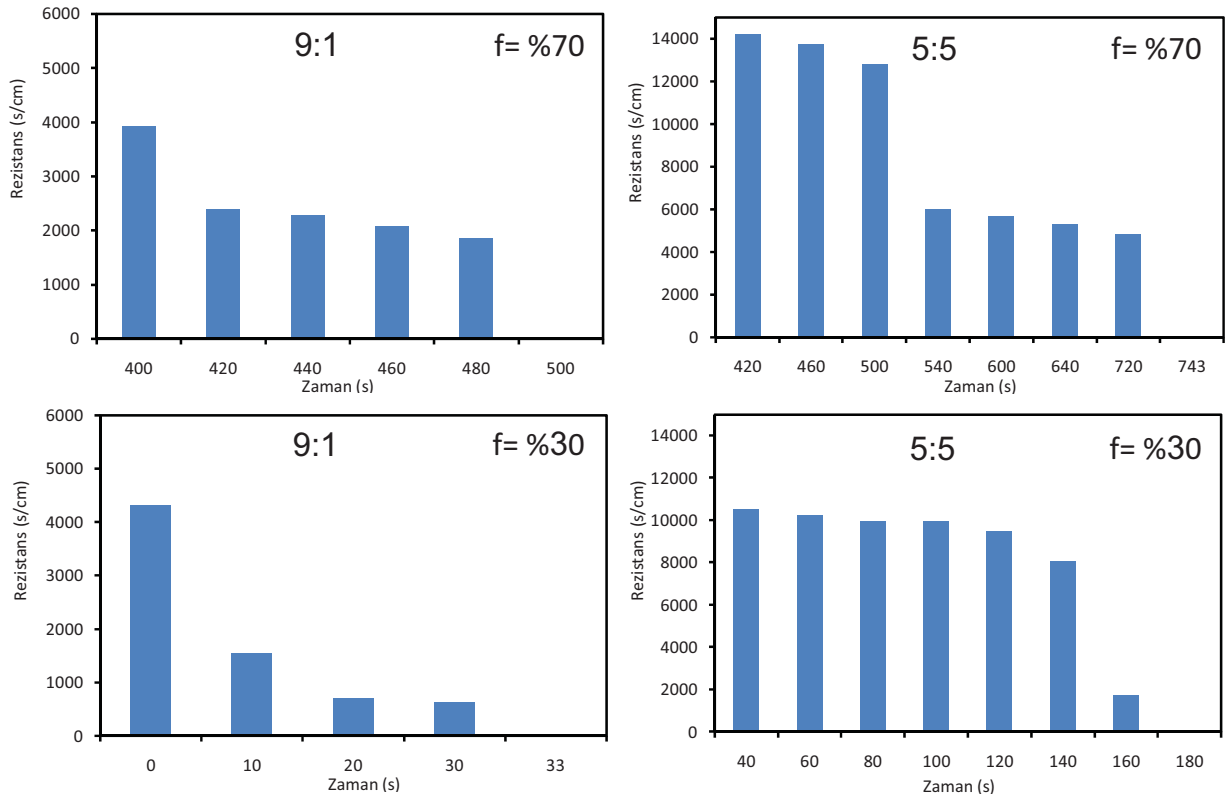 9:1 f= %70
Rezistans (s/cm)
6000
5000
4000
3000
2000
1000
0
400 420 440 460 480 500
Zaman (s)
5:5 f= %70
Rezistans (s/cm)
14000
12000
10000
8000
6000
4000
2000
0
420 460 500 540 600 640 720 743
Zaman (s)
9:1 f= %30
Rezistans (s/cm)
6000
5000
4000
3000
2000
1000
0
0 10 20 30 33
Zaman (s)
5:5 f= %30
Rezistans (s/cm)
14000
12000
10000
8000
6000
4000
2000
0
40 60 80 100 120 140 160 180
Zaman (s)